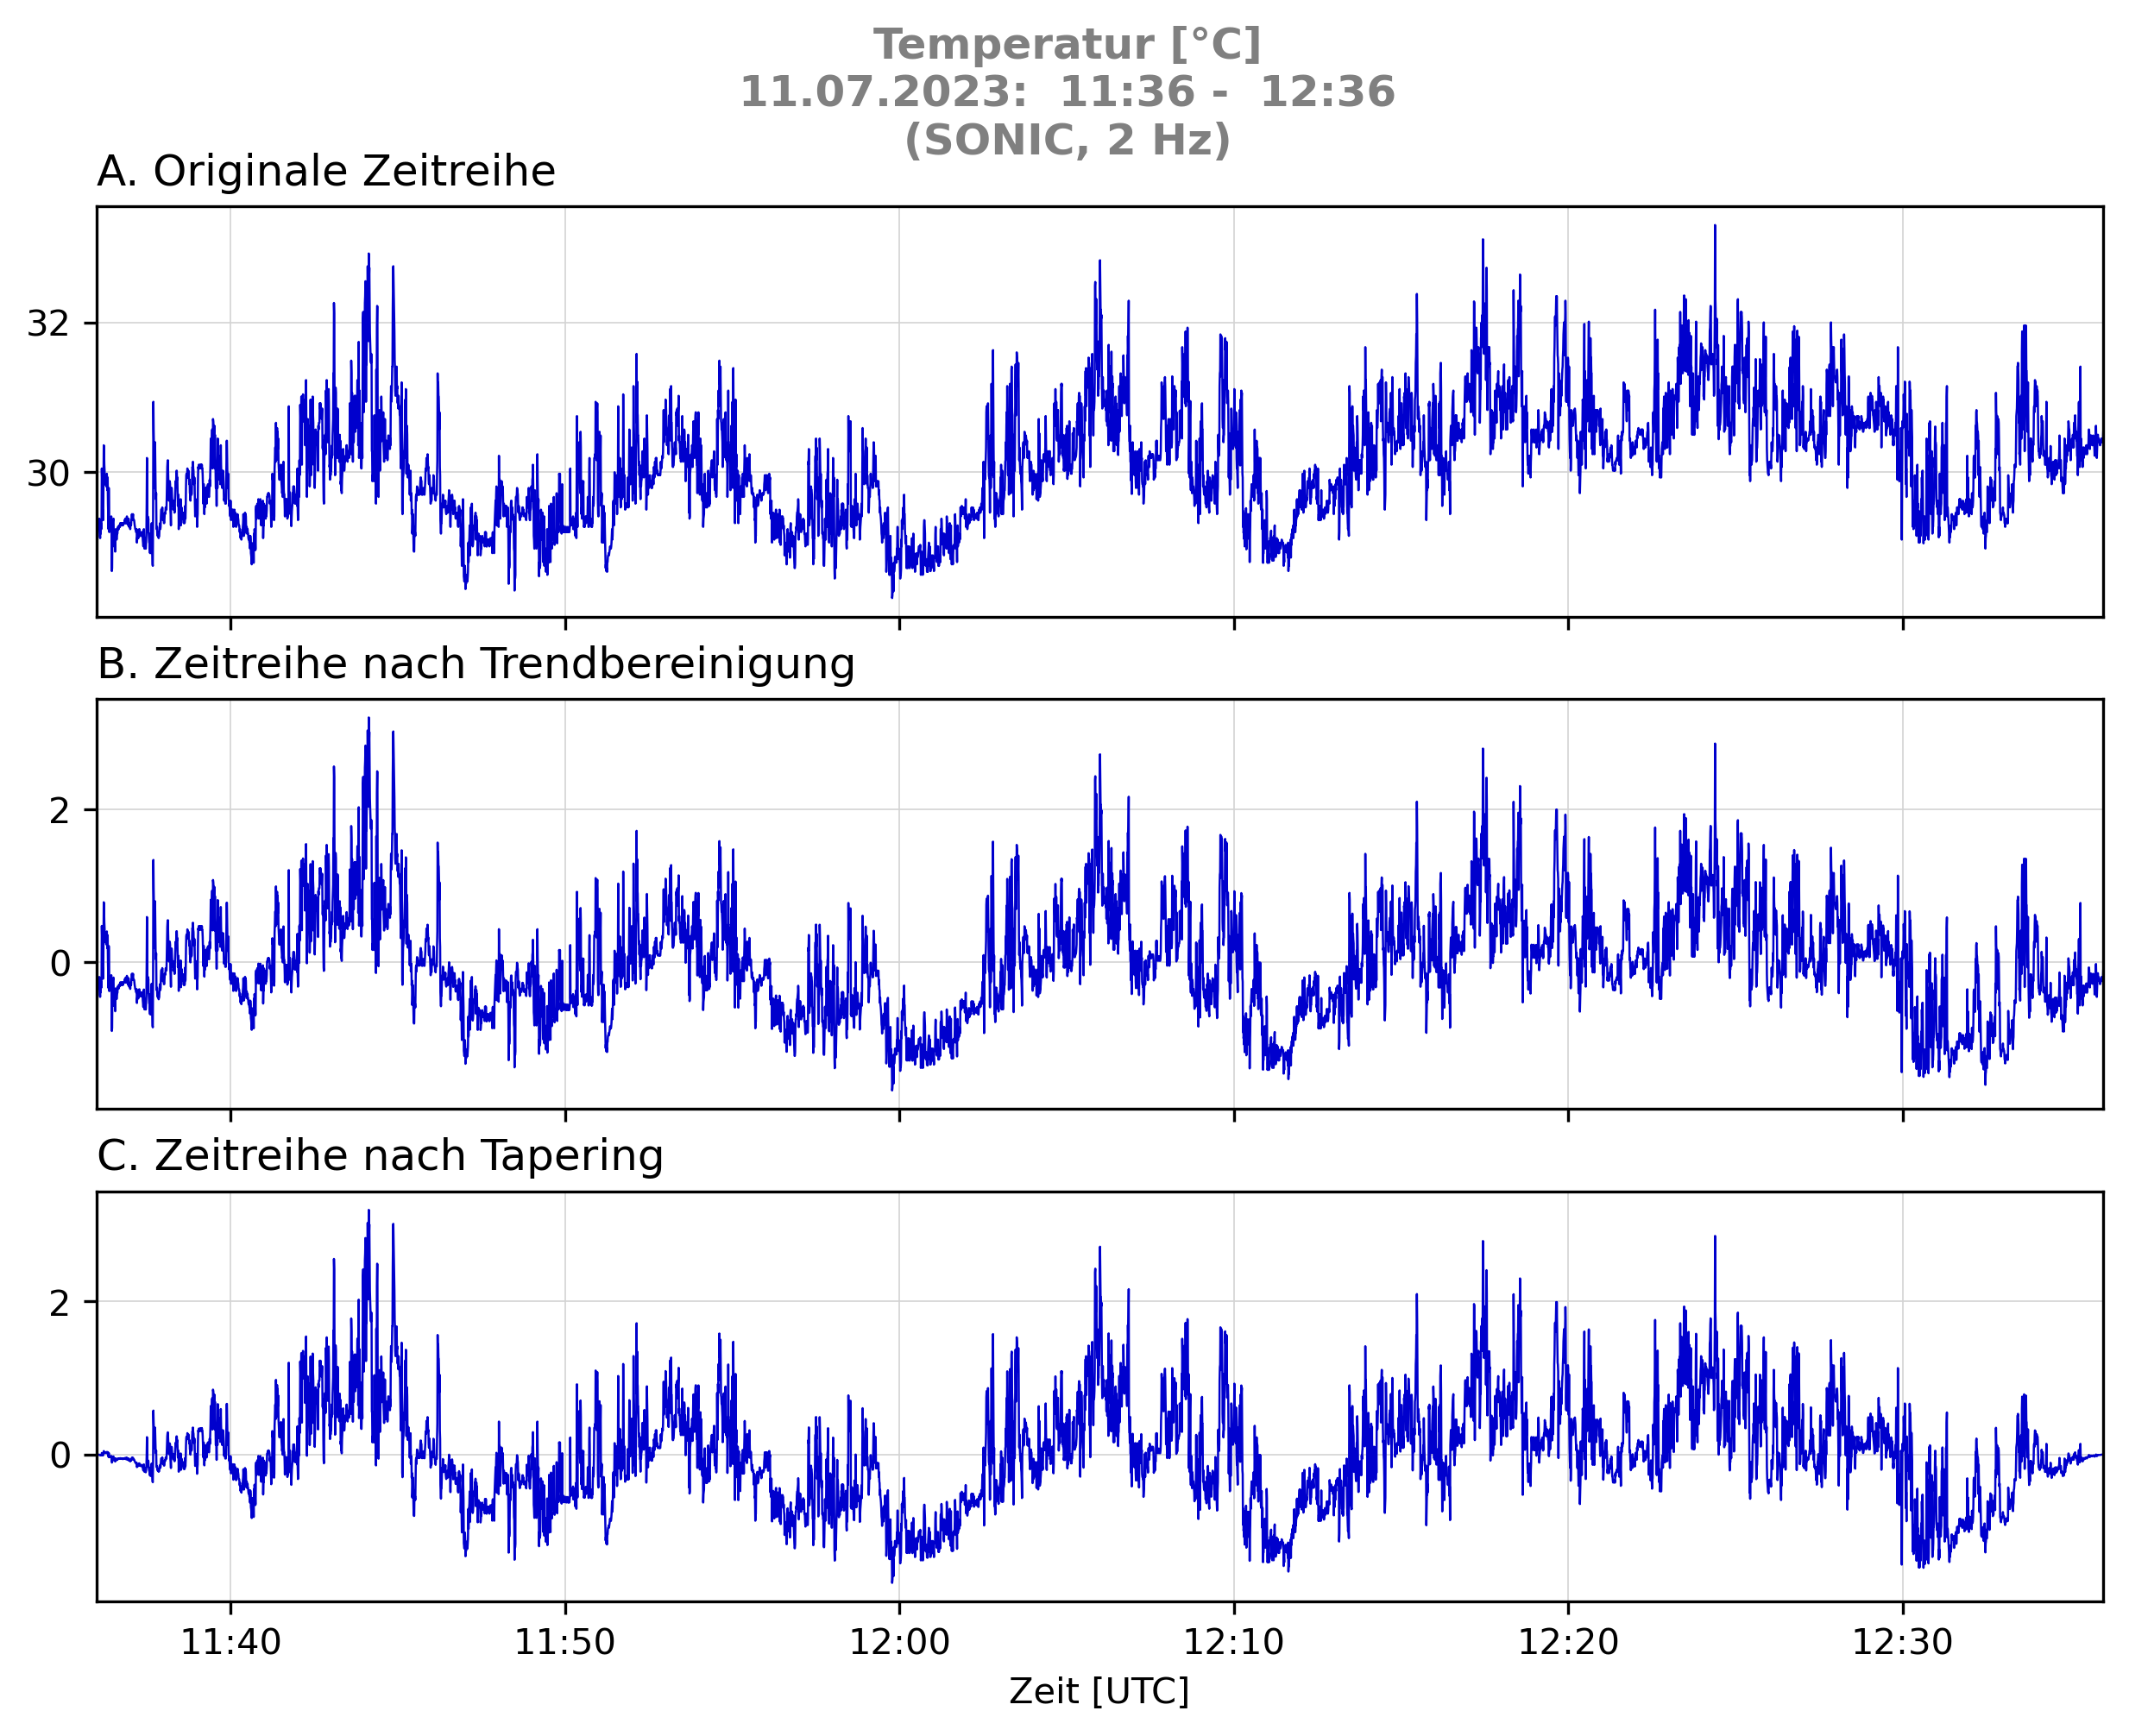 Temperatur [°C]
11.07.2023:  11:36 -  12:36
(SONIC, 2 Hz)
A. Originale Zeitreihe
32
30
B. Zeitreihe nach Trendbereinigung
2
0
C. Zeitreihe nach Tapering
2
0
11:40 11:50 12:00 12:10 12:20 12:30
Zeit [UTC]